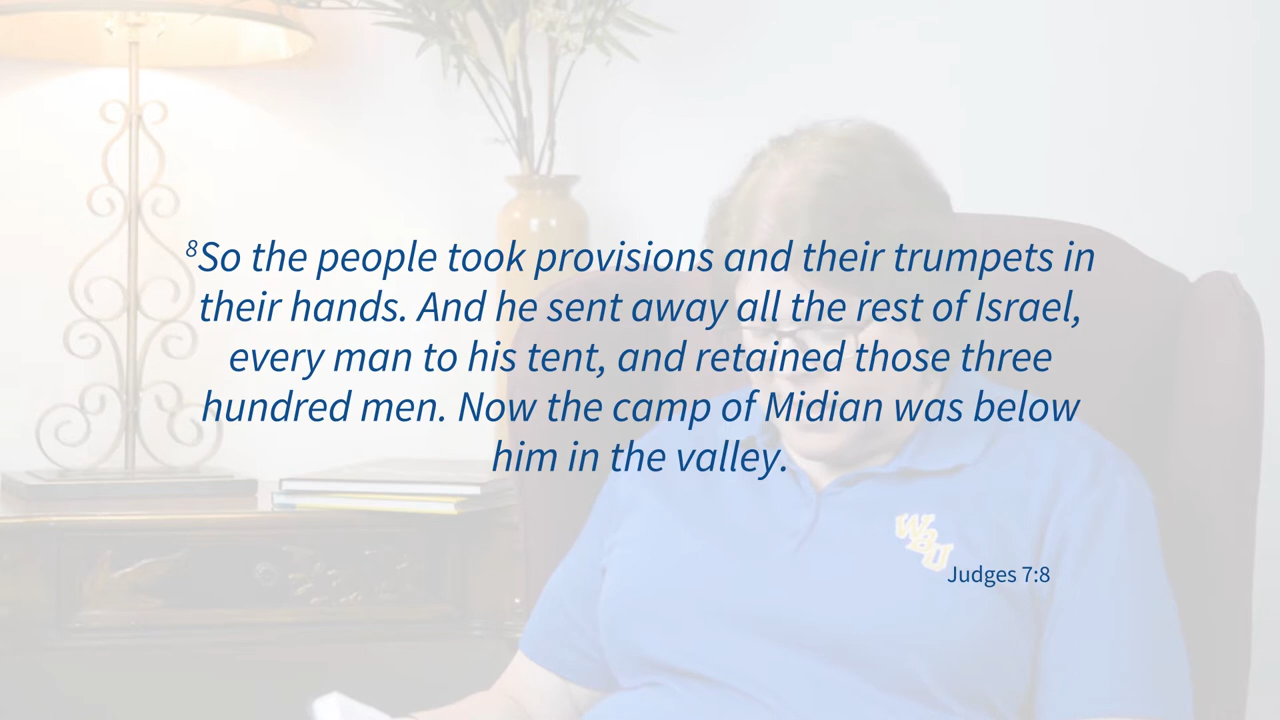 ⁸So the people took provisions and their trumpets in
their hands. And he sent away all the rest of Israel,
every man to his tent, and retained those three
hundred men. Now the camp of Midian was below
him in the valley.
WBU
Judges 7:8